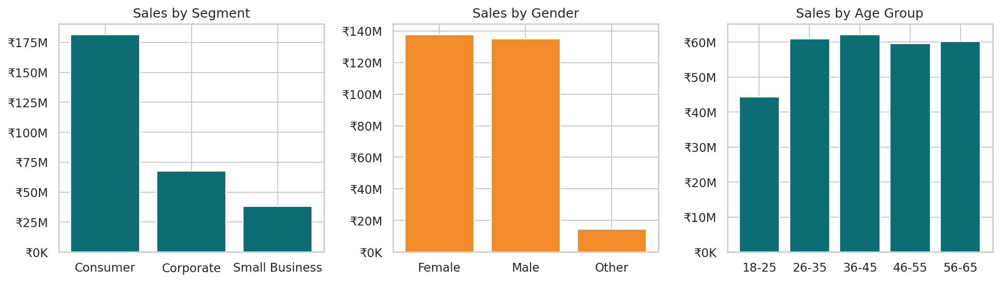 Sales by Segment
₹175M
₹150M
₹125M
₹100M
₹75M
₹50M
₹25M
₹0K
Consumer
Corporate
Small Business
Sales by Gender
₹140M
₹120M
₹100M
₹80M
₹60M
₹40M
₹20M
₹0K
Female
Male
Other
Sales by Age Group
₹60M
₹50M
₹40M
₹30M
₹20M
₹10M
₹0K
18-25
26-35
36-45
46-55
56-65